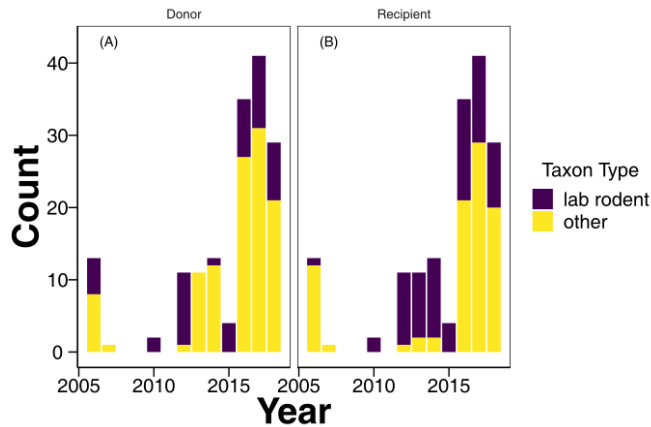 Donor
Recipient
(A)
(B)
Count
40
30
20
10
0
2005
2010
2015
2005
2010
2015
Year
Taxon Type
lab rodent
other